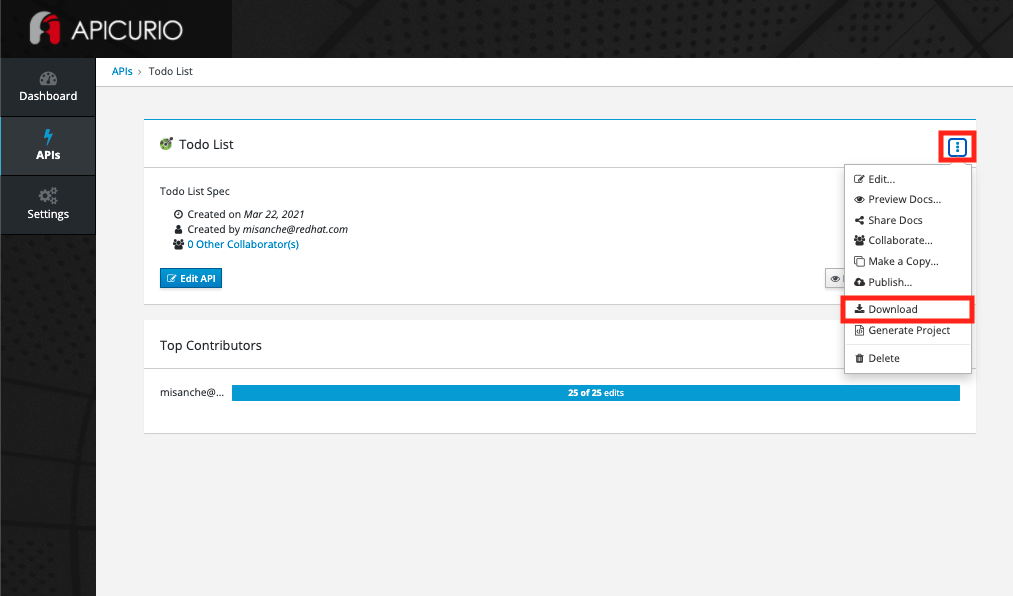 APICURIO
Dashboard
APIs
Settings
APIs › Todo List
Todo List
Todo List Spec
Created on Mar 22, 2021
Created by misanche@redhat.com
0 Other Collaborator(s)
Edit API
Edit...
Preview Docs...
Share Docs
Collaborate...
Make a Copy...
Publish...
Download
Generate Project
Delete
Top Contributors
misanche@...
25 of 25 edits